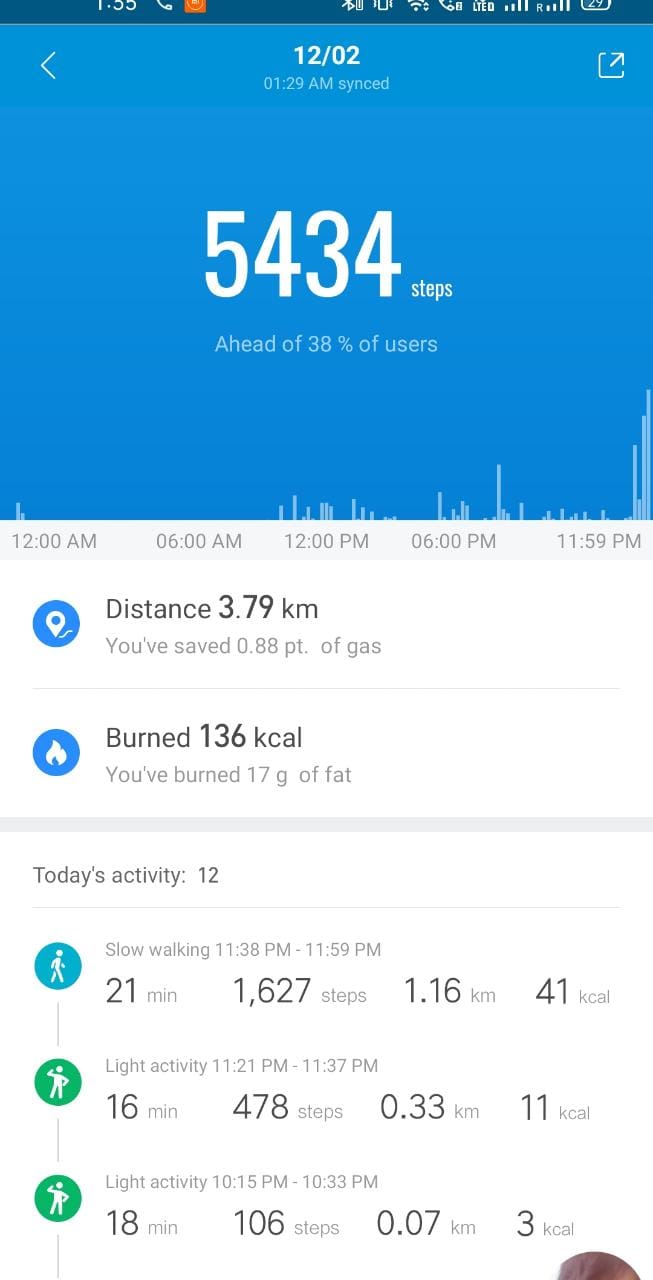 1:55 29
12/02
01:29 AM synced
5434 steps
Ahead of 38 % of users
12:00 AM 06:00 AM 12:00 PM 06:00 PM 11:59 PM
Distance 3.79 km
You've saved 0.88 pt. of gas
Burned 136 kcal
You've burned 17 g of fat
Today's activity: 12
Slow walking 11:38 PM - 11:59 PM
21 min 1,627 steps 1.16 km 41 kcal
Light activity 11:21 PM - 11:37 PM
16 min 478 steps 0.33 km 11 kcal
Light activity 10:15 PM - 10:33 PM
18 min 106 steps 0.07 km 3 kcal